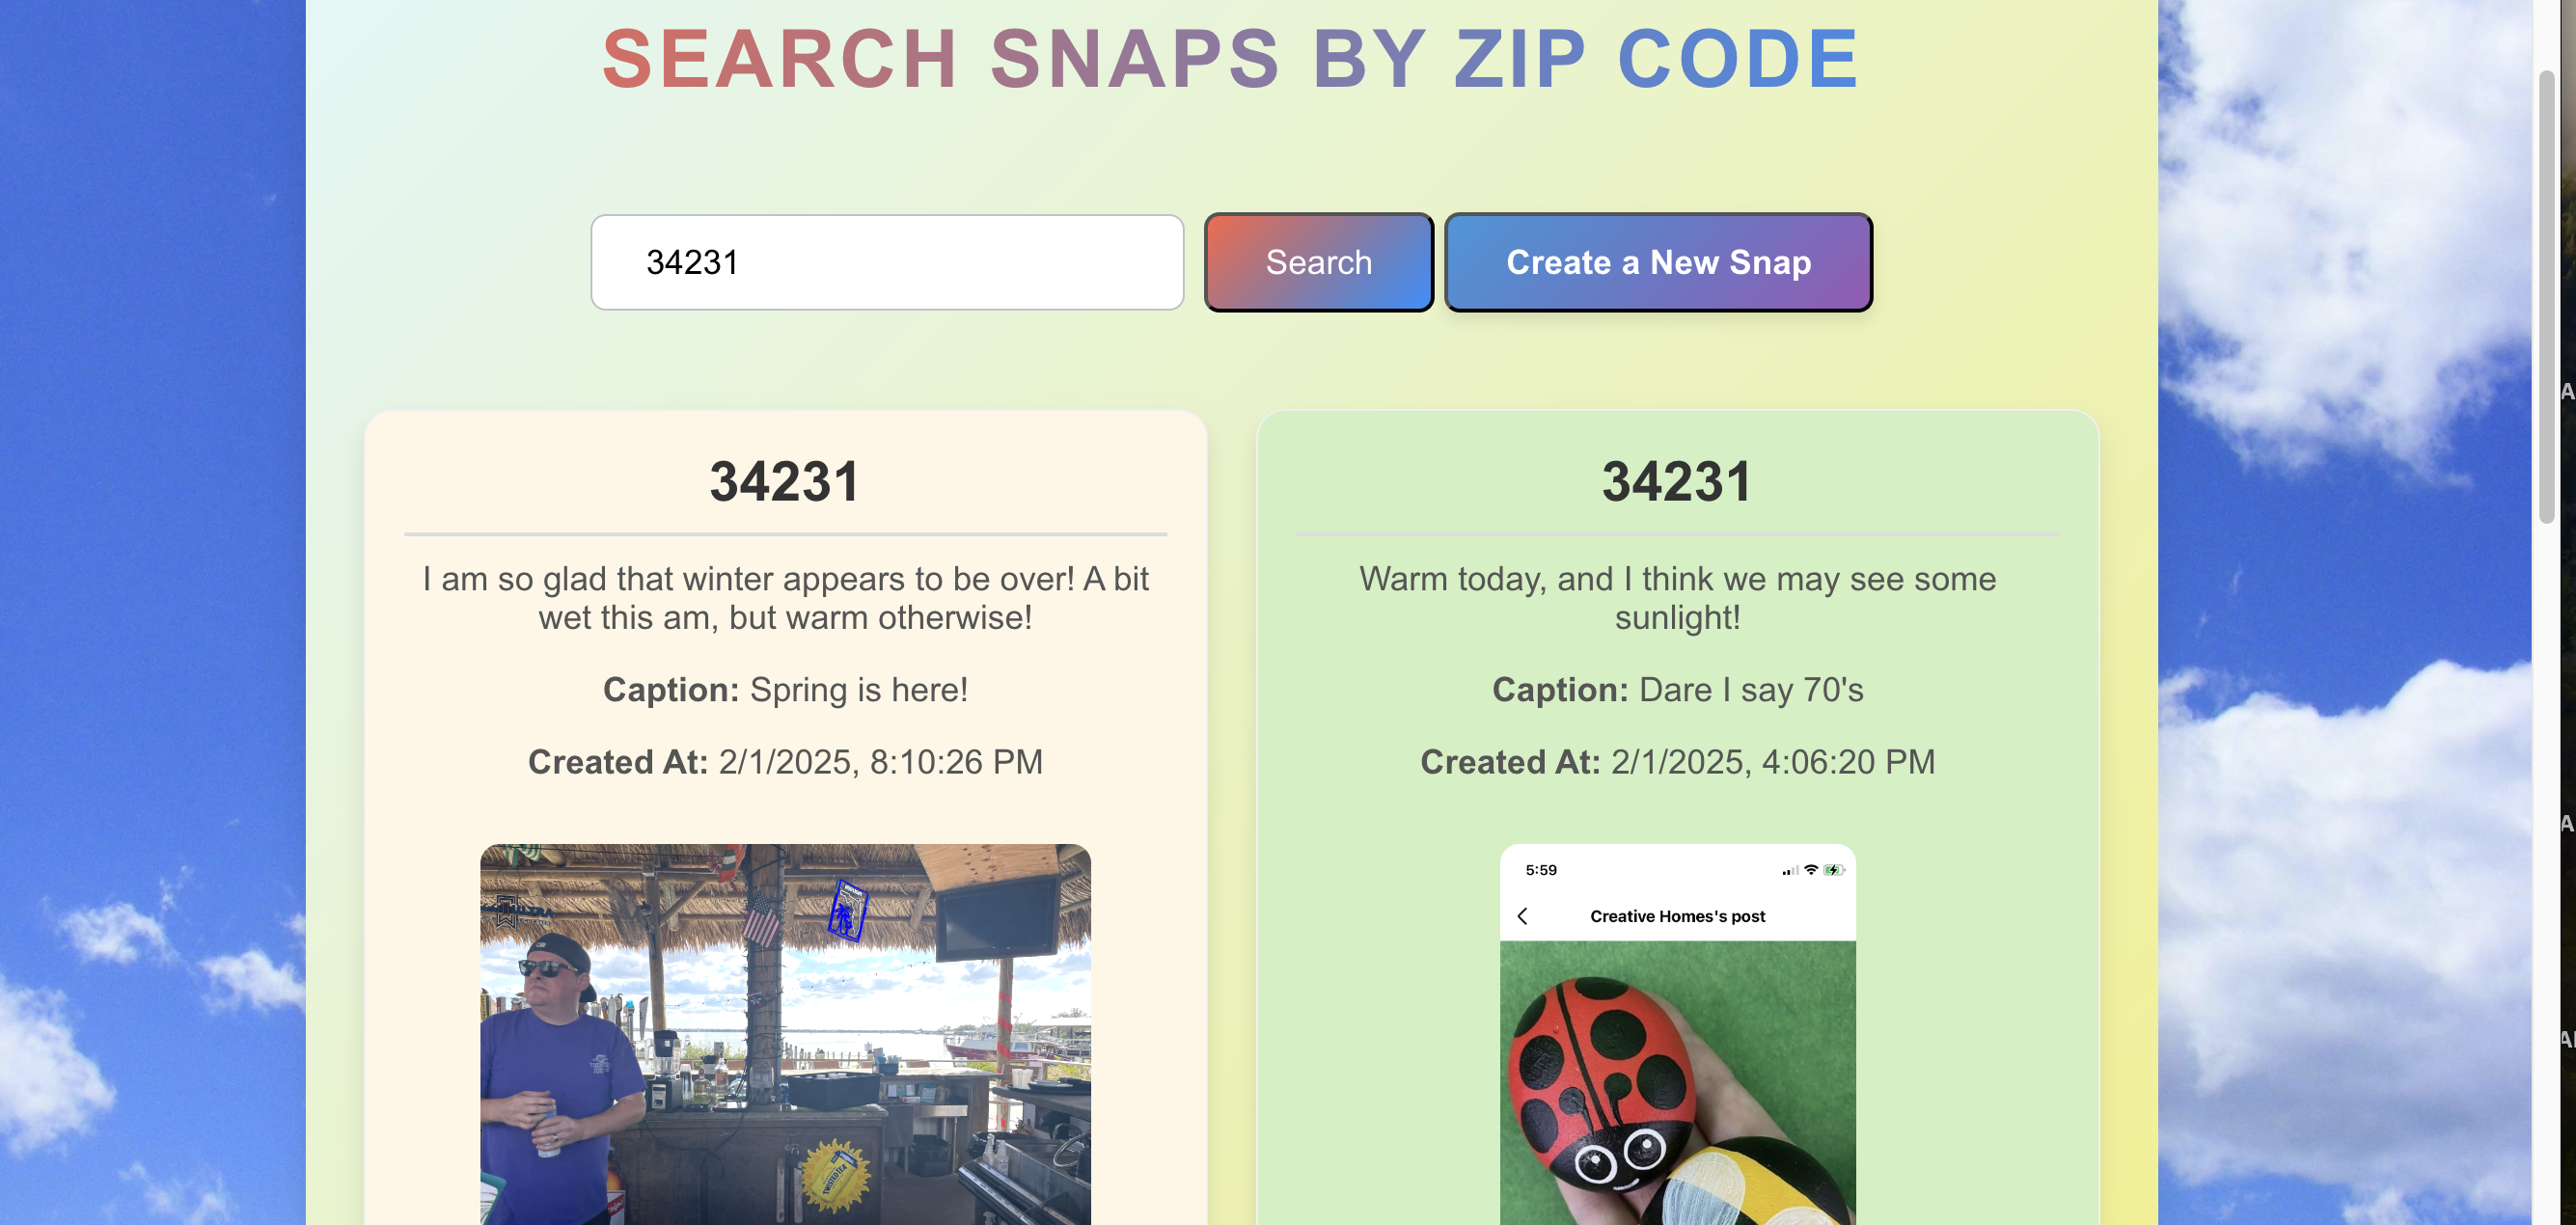 SEARCH SNAPS BY ZIP CODE
34231
Search
Create a New Snap
34231
I am so glad that winter appears to be over! A bit
wet this am, but warm otherwise!
Caption: Spring is here!
Created At: 2/1/2025, 8:10:26 PM
34231
Warm today, and I think we may see some
sunlight!
Caption: Dare I say 70's
Created At: 2/1/2025, 4:06:20 PM
5:59
Creative Homes's post
TWISTED TEA